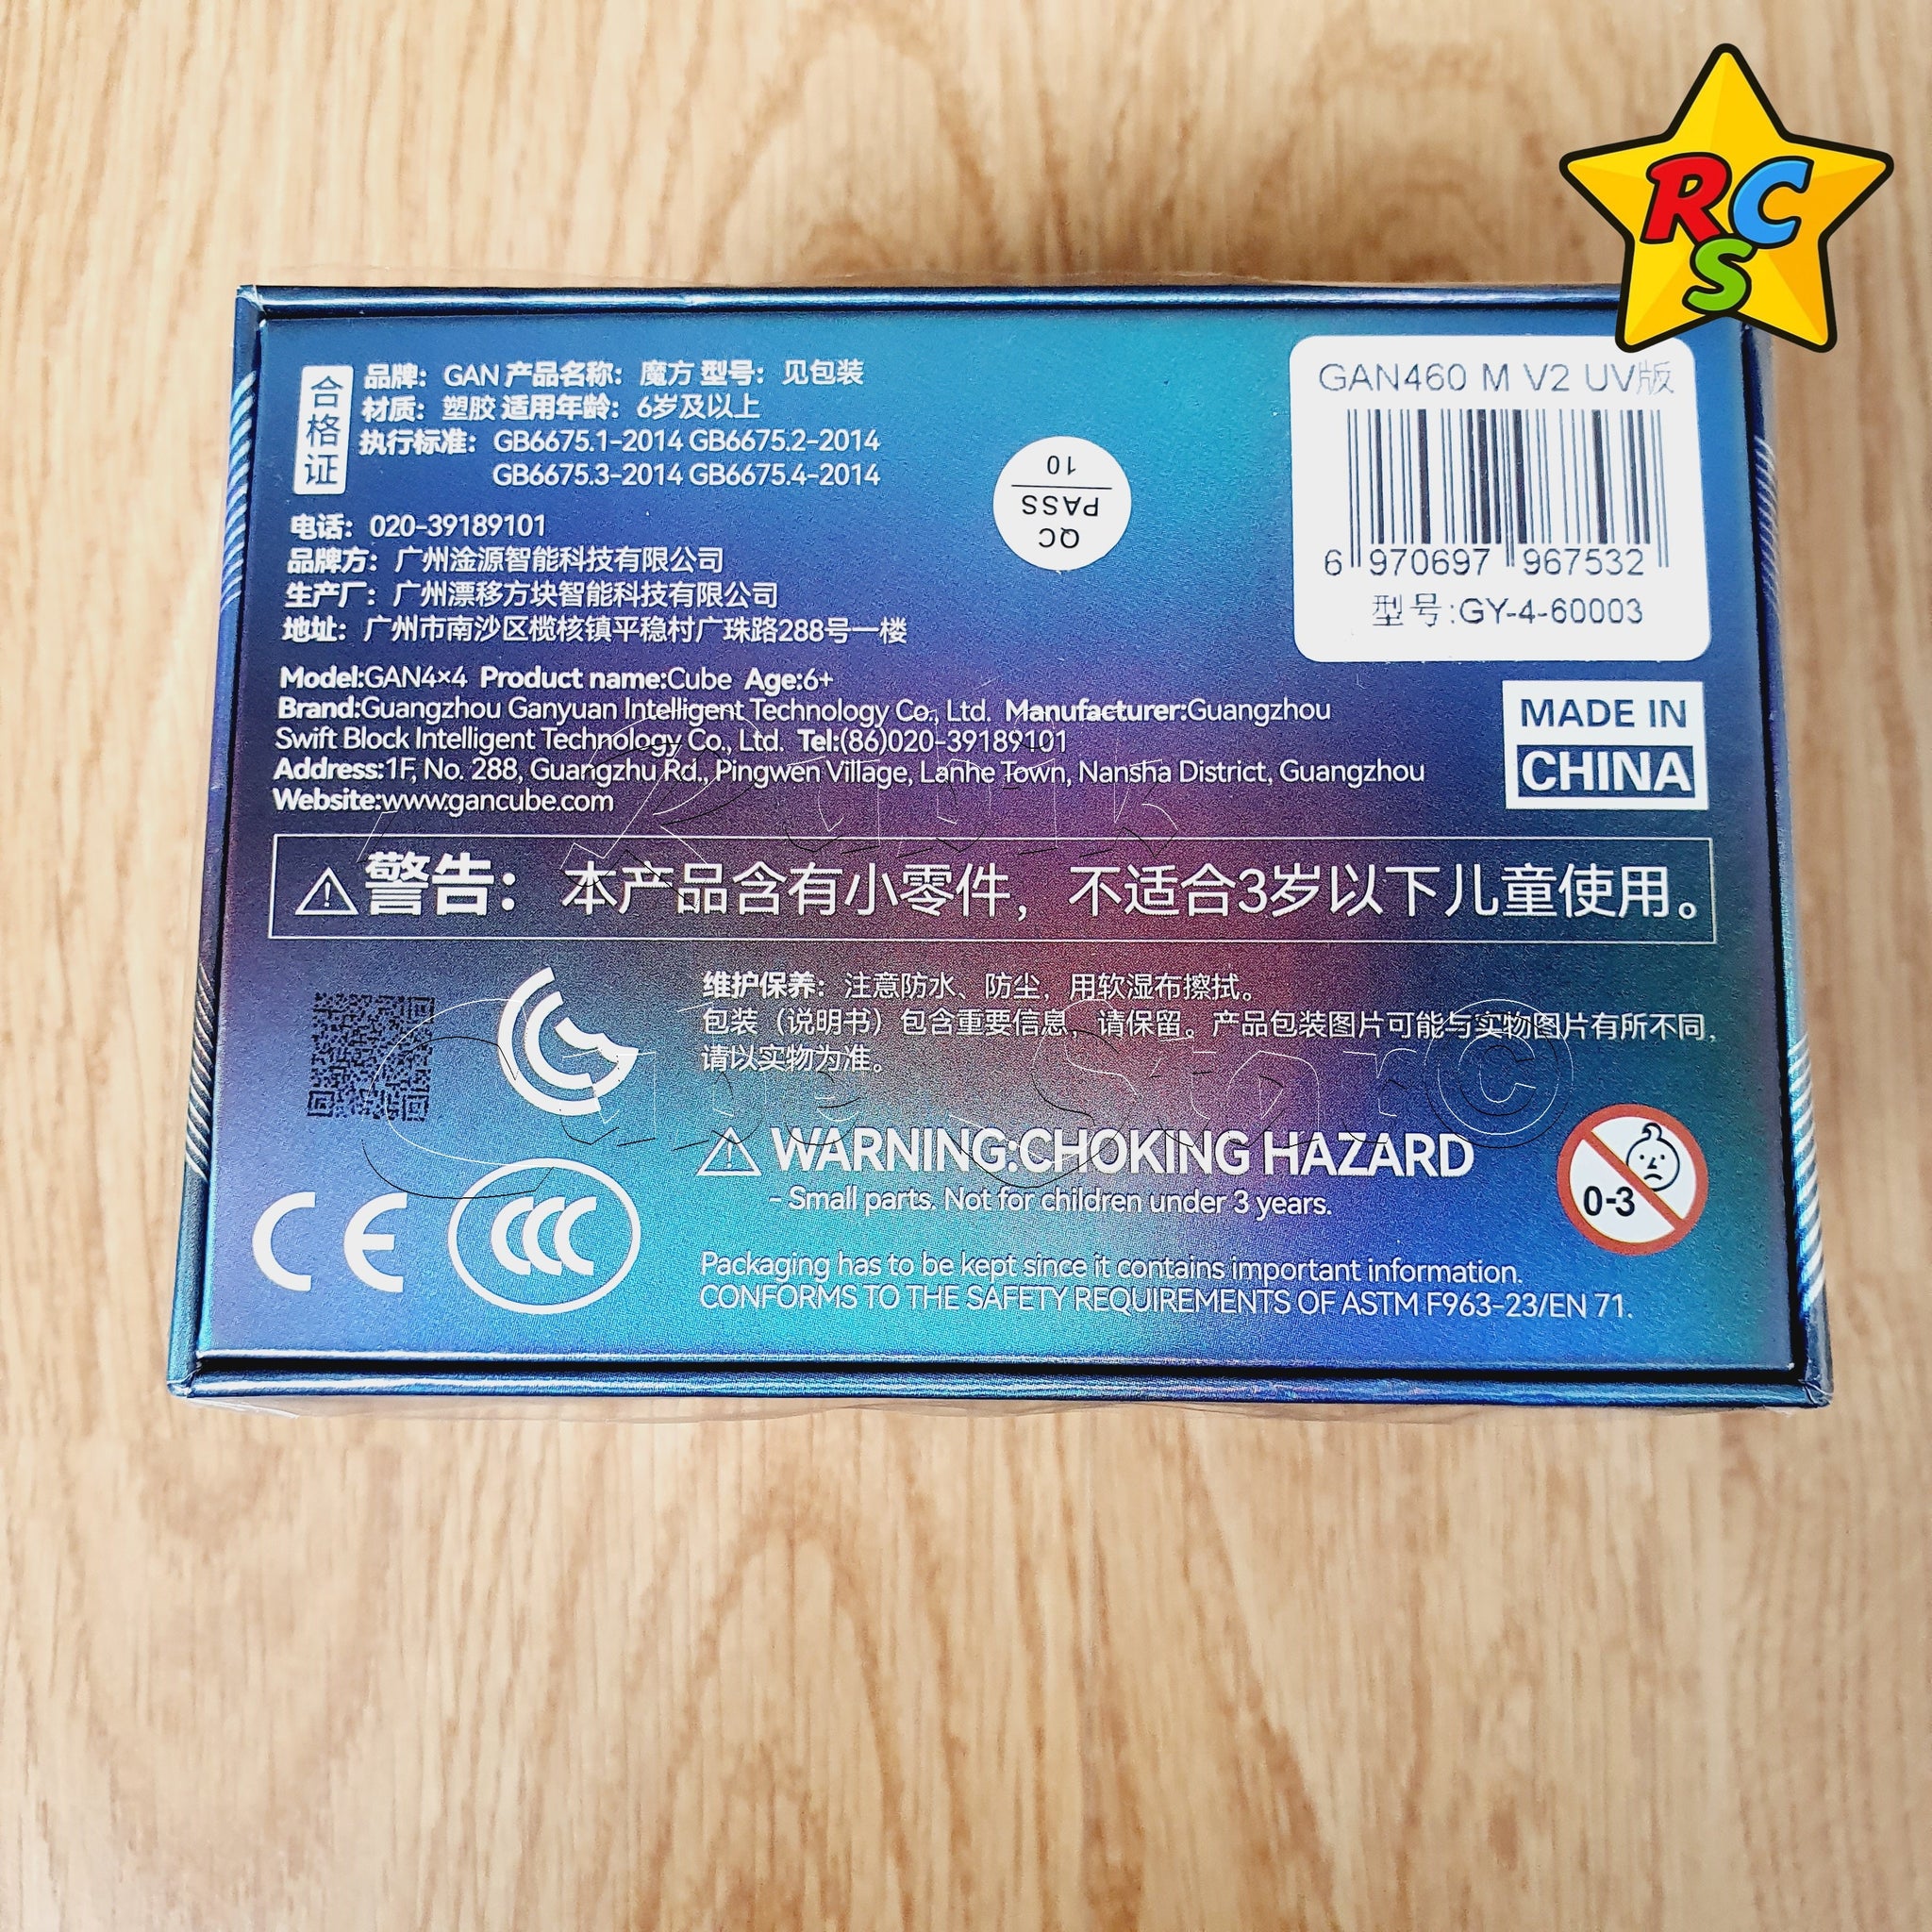 RCS
合格证
品牌：GAN 产品名称：魔方 型号：见包装
材质：塑胶 适用年龄：6岁及以上
执行标准：GB6675.1-2014 GB6675.2-2014
GB6675.3-2014 GB6675.4-2014
电话：020-39189101
品牌方：广州淦源智能科技有限公司
生产厂：广州漂移方块智能科技有限公司
地址：广州市南沙区榄核镇平稳村广珠路288号一楼
QC
PASS
10
GAN460 M V2 UV版
6 970697 967532
型号:GY-4-60003
Model:GAN4×4 Product name:Cube Age:6+
Brand:Guangzhou Ganyuan Intelligent Technology Co., Ltd. Manufacturer:Guangzhou
Swift Block Intelligent Technology Co., Ltd. Tel:(86)020-39189101
Address:1F, No. 288, Guangzhu Rd., Pingwen Village, Lanhe Town, Nansha District, Guangzhou
Website:www.gancube.com
MADE IN
CHINA
Rubik
Cube Star©
警告：本产品含有小零件，不适合3岁以下儿童使用。
维护保养：注意防水、防尘，用软湿布擦拭。
包装（说明书）包含重要信息，请保留。产品包装图片可能与实物图片有所不同，
请以实物为准。
WARNING:CHOKING HAZARD
- Small parts. Not for children under 3 years.
0-3
CE
CCC
Packaging has to be kept since it contains important information.
CONFORMS TO THE SAFETY REQUIREMENTS OF ASTM F963-23/EN 71.